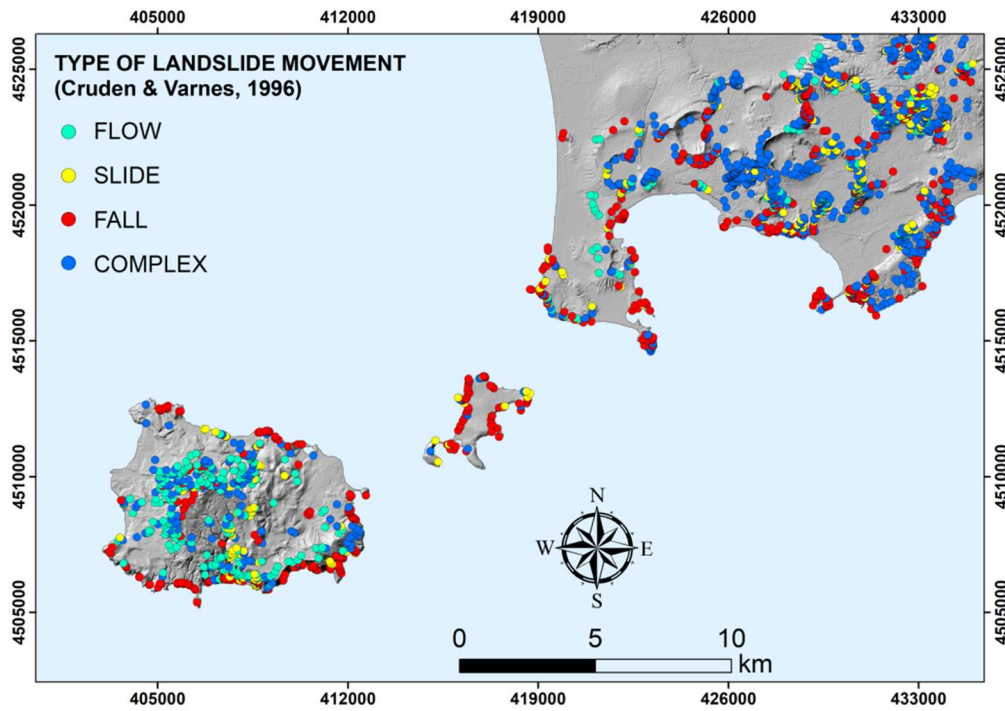 405000 412000 419000 426000 433000
TYPE OF LANDSLIDE MOVEMENT
(Cruden & Varnes, 1996)
FLOW
SLIDE
FALL
COMPLEX
4525000 4525000
4520000 4520000
4515000 4515000
4510000 4510000
4505000 4505000
N
W E
S
0 5 10
km
405000 412000 419000 426000 433000